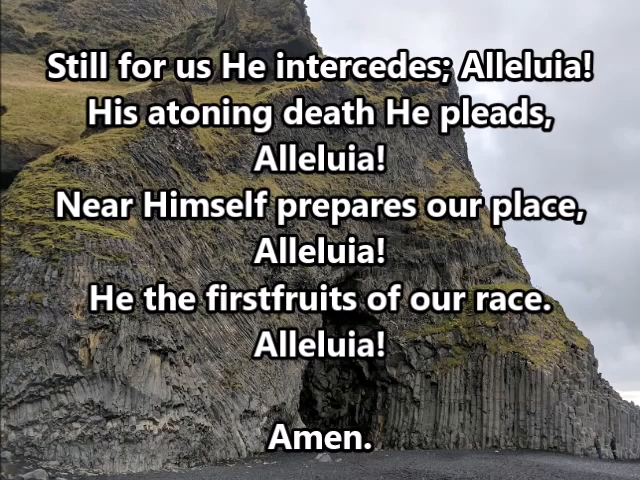 Still for us He intercedes; Alleluia!
His atoning death He pleads,
Alleluia!
Near Himself prepares our place,
Alleluia!
He the firstfruits of our race.
Alleluia!
Amen.